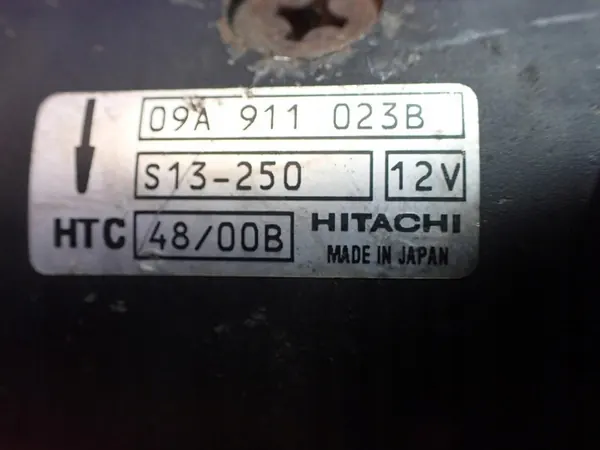 09A 911 023B
S13-250 12V
HTC 48/00B HITACHI
MADE IN JAPAN